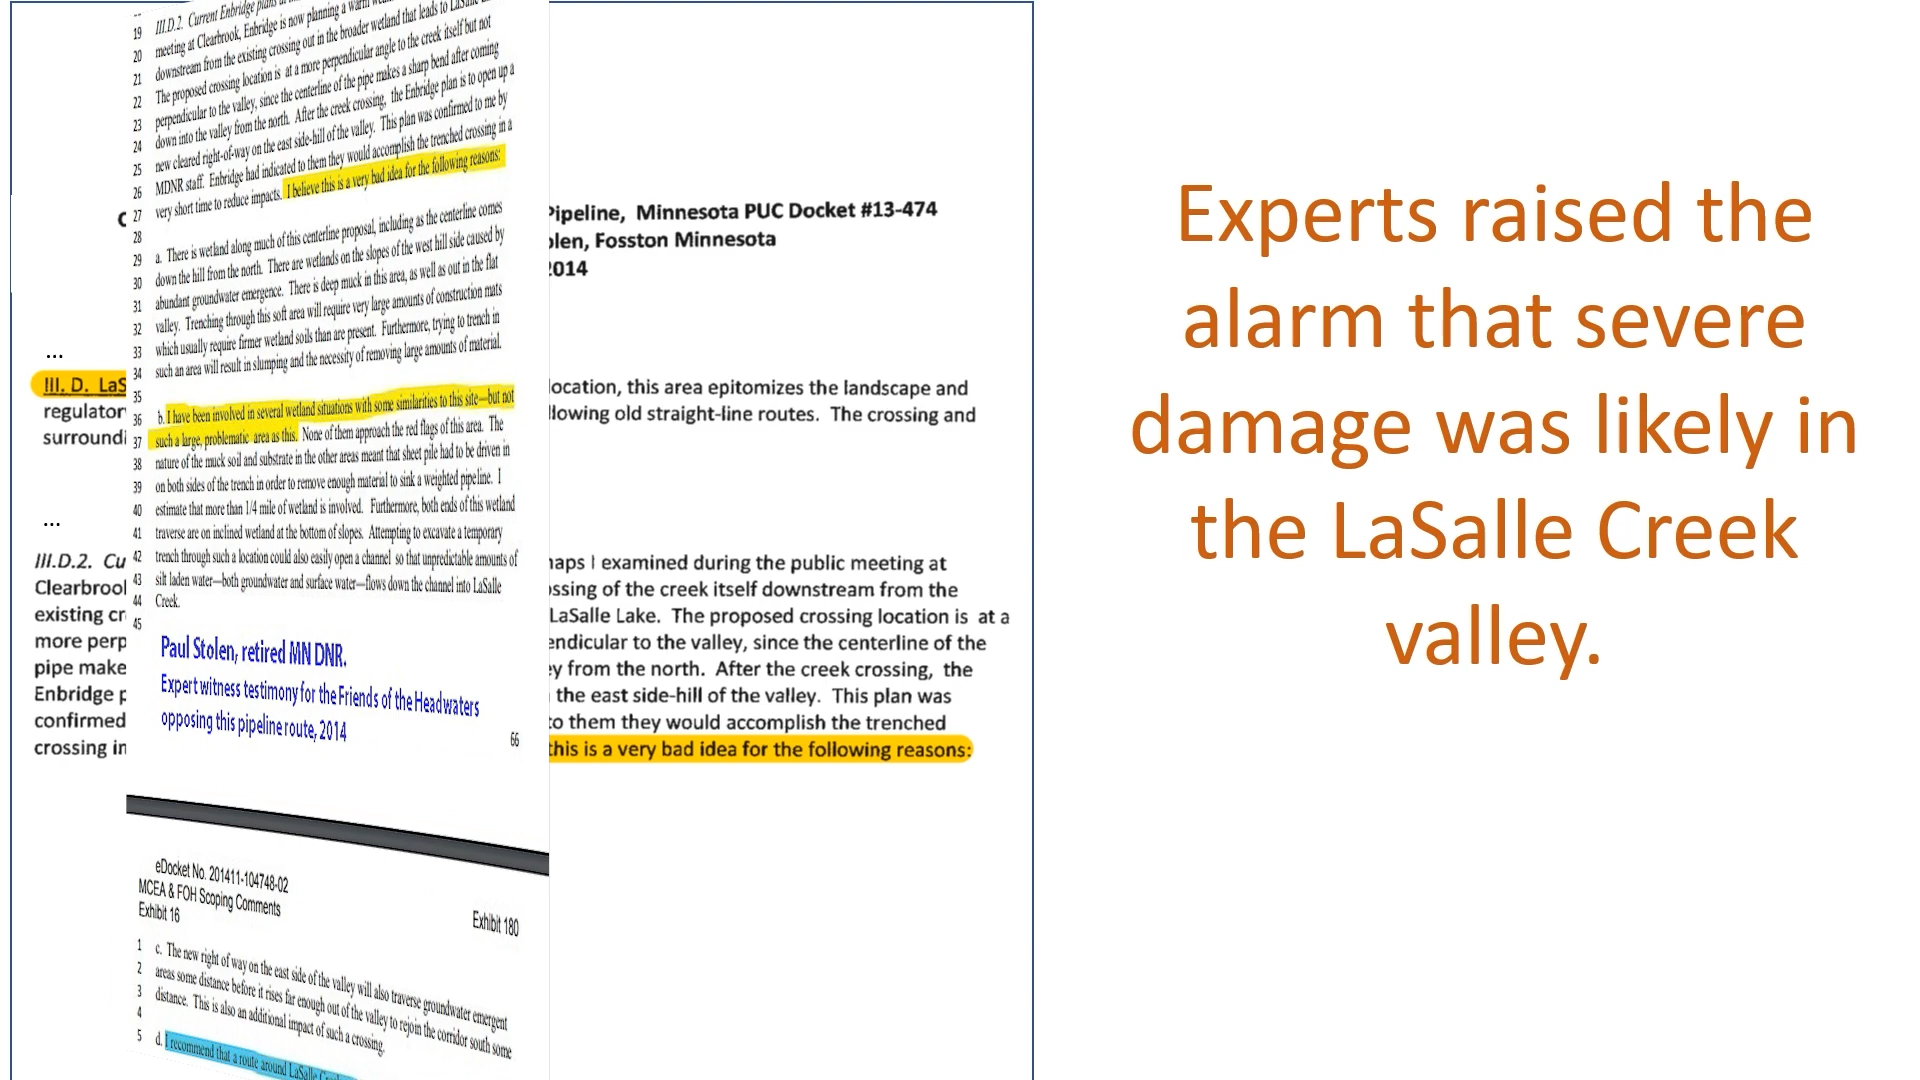 19 III.D.2. Current Enbridge plans
20 meeting at Clearbrook, Enbridge is now planning a
21 downstream from the existing crossing out in the broader wetland that leads to LaSalle
22 The proposed crossing location is at a more perpendicular angle to the creek itself but not
23 perpendicular to the valley, since the centerline of the pipe makes a sharp bend after coming
24 down into the valley from the north. After the creek crossing, the Enbridge plan is to open up a
25 new cleared right-of-way on the east side-hill of the valley. This plan was confirmed to me by
26 MDNR staff. Enbridge had indicated to them they would accomplish the trenched crossing in a
27 very short time to reduce impacts. I believe this is a very bad idea for the following reasons:
28
29 a. There is wetland along much of this centerline proposal, including as the centerline comes
30 down the hill from the north. There are wetlands on the slopes of the west hill side caused by
31 abundant groundwater emergence. There is deep muck in this area, as well as out in the flat
32 valley. Trenching through this soft area will require very large amounts of construction mats
33 which usually require firmer wetland soils than are present. Furthermore, trying to trench in
34 such an area will result in slumping and the necessity of removing large amounts of material.
35
36 b. I have been involved in several wetland situations with some similarities to this site—but not
37 such a large, problematic area as this. None of them approach the red flags of this area. The
38 nature of the muck soil and substrate in the other areas meant that sheet pile had to be driven in
39 on both sides of the trench in order to remove enough material to sink a weighted pipeline. I
40 estimate that more than 1/4 mile of wetland is involved. Furthermore, both ends of this wetland
41 traverse are on inclined wetland at the bottom of slopes. Attempting to excavate a temporary
42 trench through such a location could also easily open a channel so that unpredictable amounts of
43 silt laden water—both groundwater and surface water—flows down the channel into LaSalle
44 Creek.
45
Paul Stolen, retired MN DNR.
Expert witness testimony for the Friends of the Headwaters
opposing this pipeline route, 2014
66
eDocket No. 201411-104748-02
MCEA & FOH Scoping Comments
Exhibit 16
Exhibit 180
1 c. The new right of way on the east side of the valley will also traverse groundwater emergent
2 areas some distance before it rises far enough out of the valley to rejoin the corridor south some
3 distance. This is also an additional impact of such a crossing.
4
5 d. I recommend that a route around LaSalle Creek
Pipeline, Minnesota PUC Docket #13-474
olen, Fosston Minnesota
2014
...
III. D. LaS
ocation, this area epitomizes the landscape and
regulator
lowing old straight-line routes. The crossing and
surroundi
...
III.D.2. Cu
naps I examined during the public meeting at
Clearbrool
ssing of the creek itself downstream from the
existing cr
LaSalle Lake. The proposed crossing location is at a
more perp
endicular to the valley, since the centerline of the
pipe make
ey from the north. After the creek crossing, the
Enbridge p
the east side-hill of the valley. This plan was
confirmed
to them they would accomplish the trenched
crossing in
this is a very bad idea for the following reasons:
Experts raised the
alarm that severe
damage was likely in
the LaSalle Creek
valley.